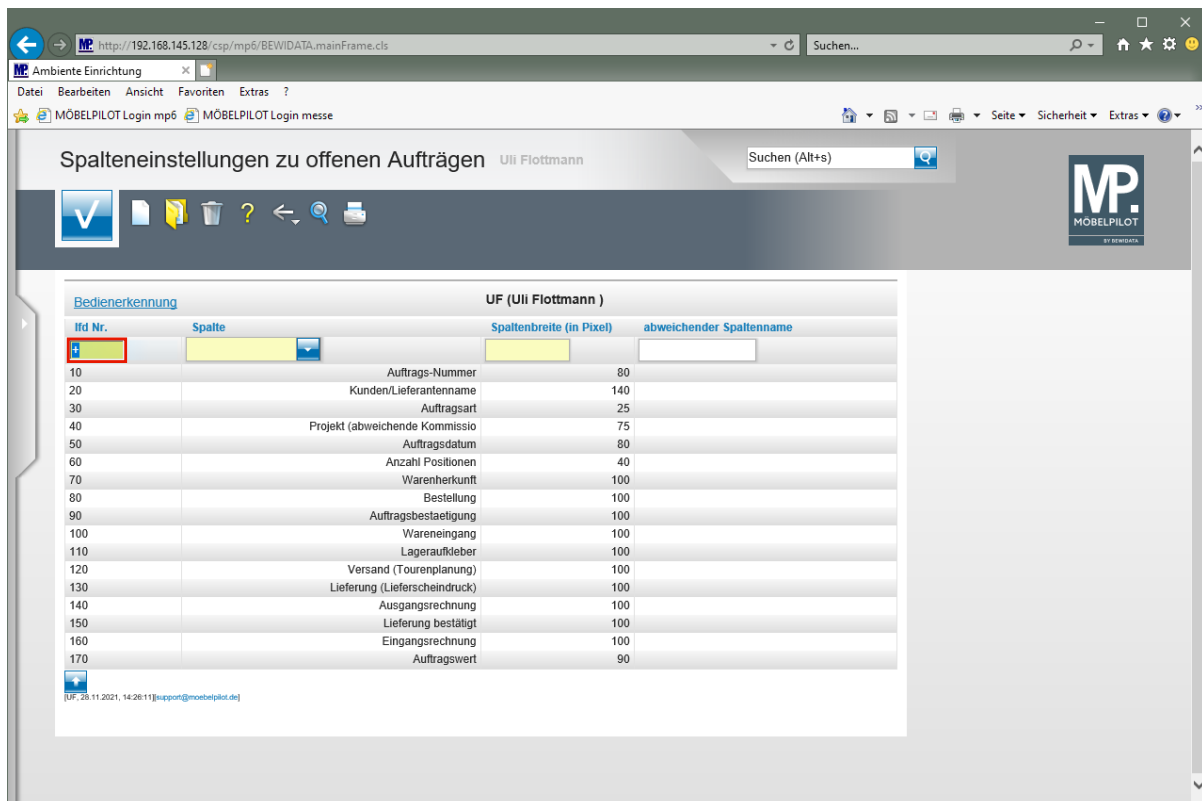 http://192.168.145.128/csp/mp6/BEWIDATA.mainFrame.cls
Suchen...
MP. Ambiente Einrichtung
Datei Bearbeiten Ansicht Favoriten Extras ?
MÖBELPILOT Login mp6 MÖBELPILOT Login messe
Seite Sicherheit Extras
Spalteneinstellungen zu offenen Aufträgen Uli Flottmann
Suchen (Alt+s)
MP.
MÖBELPILOT
BY BEWIDATA
Bedienerkennung UF (Uli Flottmann )
lfd Nr. Spalte Spaltenbreite (in Pixel) abweichender Spaltenname
+
10 Auftrags-Nummer 80
20 Kunden/Lieferantenname 140
30 Auftragsart 25
40 Projekt (abweichende Kommissio 75
50 Auftragsdatum 80
60 Anzahl Positionen 40
70 Warenherkunft 100
80 Bestellung 100
90 Auftragsbestaetigung 100
100 Wareneingang 100
110 Lageraufkleber 100
120 Versand (Tourenplanung) 100
130 Lieferung (Lieferscheindruck) 100
140 Ausgangsrechnung 100
150 Lieferung bestätigt 100
160 Eingangsrechnung 100
170 Auftragswert 90
[UF, 28.11.2021, 14:26:11][support@moebelpilot.de]